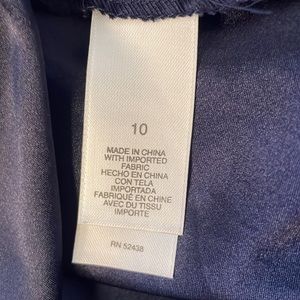 10
MADE IN CHINA
WITH IMPORTED
FABRIC
HECHO EN CHINA
CON TELA
IMPORTADA
FABRIQUÉ EN CHINE
AVEC DU TISSU
IMPORTE
RN 52438